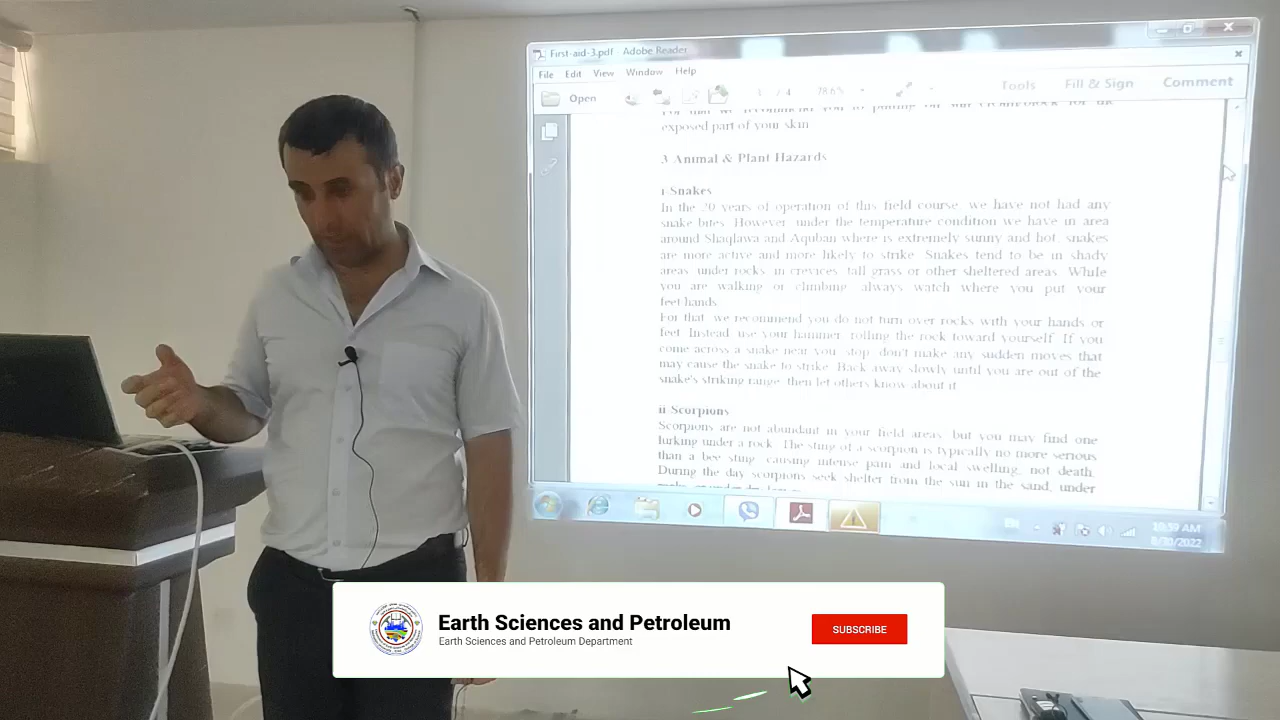 First-aid-3.pdf - Adobe Reader
File Edit View Window Help
Open / 4 78.6% Tools Fill & Sign Comment
exposed part of your skin
3 Animal & Plant Hazards
i-Snakes
In the 20 years of operation of this field course, we have not had any
snake bites. However, under the temperature condition we have in area
around Shaqlawa and Aquban where is extremely sunny and hot, snakes
are more active and more likely to strike. Snakes tend to be in shady
areas, under rocks, in crevices, tall grass or other sheltered areas. While
you are walking or climbing, always watch where you put your
feet/hands.
For that, we recommend you do not turn over rocks with your hands or
feet. Instead, use your hammer, rolling the rock toward yourself. If you
come across a snake near you, stop, don't make any sudden moves that
may cause the snake to strike. Back away slowly until you are out of the
snake's striking range, then let others know about it.
ii-Scorpions
Scorpions are not abundant in your field areas, but you may find one
lurking under a rock. The sting of a scorpion is typically no more serious
than a bee sting, causing intense pain and local swelling, not death.
During the day scorpions seek shelter from the sun in the sand, under
EN 10:59 AM
8/30/2022
Earth Sciences and Petroleum
Earth Sciences and Petroleum Department
SUBSCRIBE